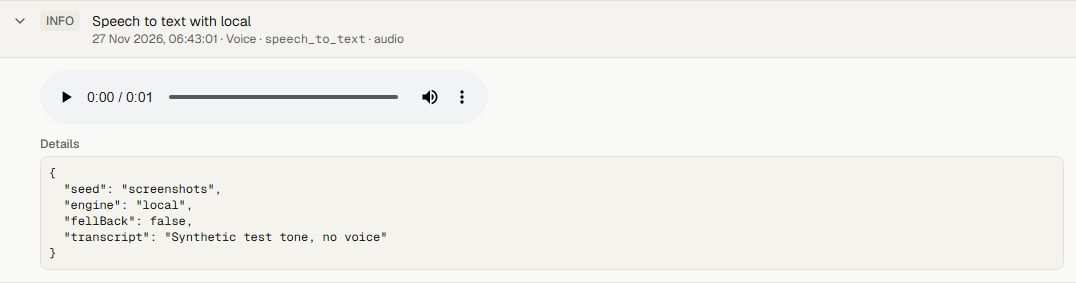 INFO Speech to text with local
27 Nov 2026, 06:43:01 · Voice · speech_to_text · audio
0:00 / 0:01
Details
{
  "seed": "screenshots",
  "engine": "local",
  "fellBack": false,
  "transcript": "Synthetic test tone, no voice"
}